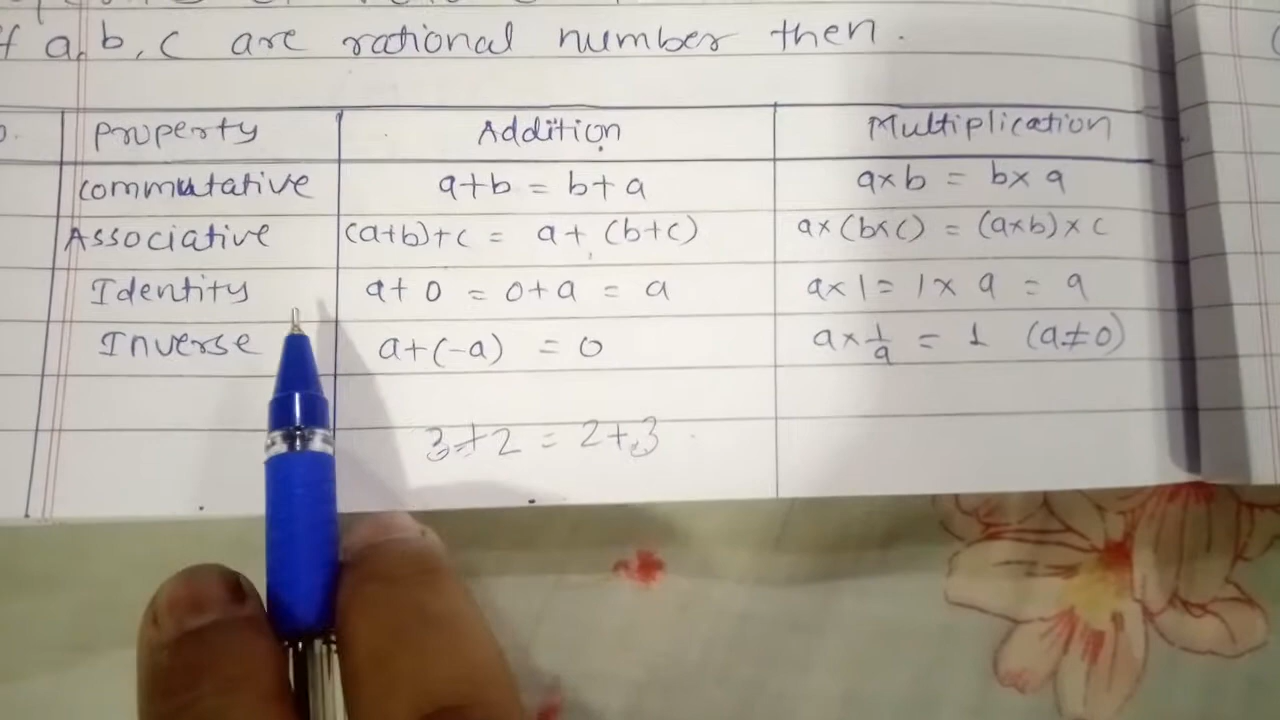 if a, b, c are rational number then.
Property Addition Multiplication
Commutative a+b = b+a a×b = b×a
Associative (a+b)+c = a+(b+c) a×(b×c) = (a×b)×c
Identity a+0 = 0+a = a a×1 = 1×a = a
Inverse a+(-a) = 0 a×1/a = 1 (a≠0)
3+2 = 2+3